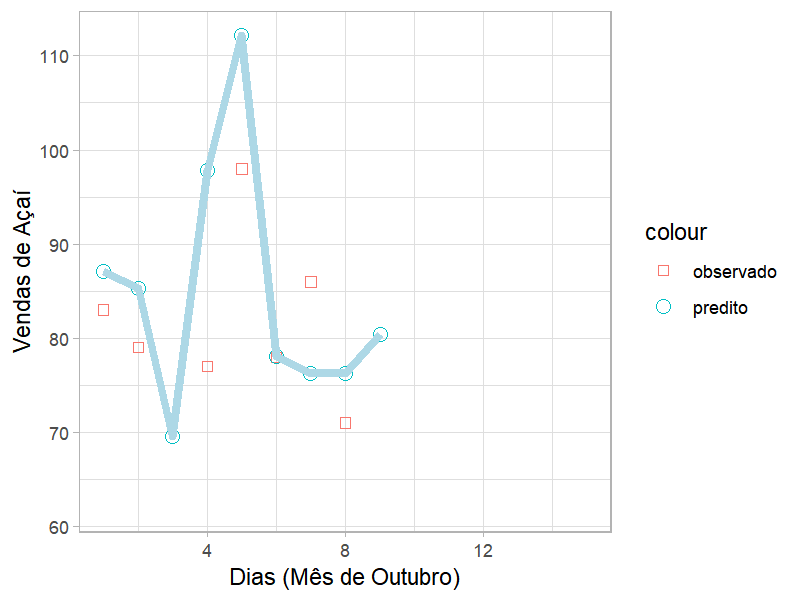 110
100
90
80
70
60
4
8
12
Vendas de Açaí
Dias (Mês de Outubro)
colour
observado
predito